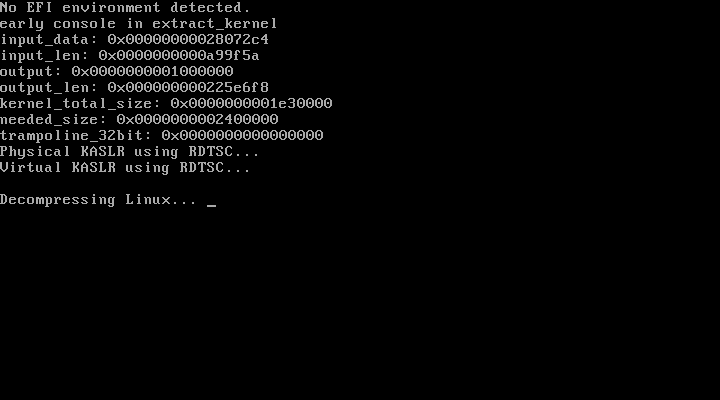 No EFI environment detected.
early console in extract_kernel
input_data: 0x00000000028072c4
input_len: 0x0000000000a99f5a
output: 0x0000000001000000
output_len: 0x000000000225e6f8
kernel_total_size: 0x0000000001e30000
needed_size: 0x0000000002400000
trampoline_32bit: 0x0000000000000000
Physical KASLR using RDTSC...
Virtual KASLR using RDTSC...
Decompressing Linux... _